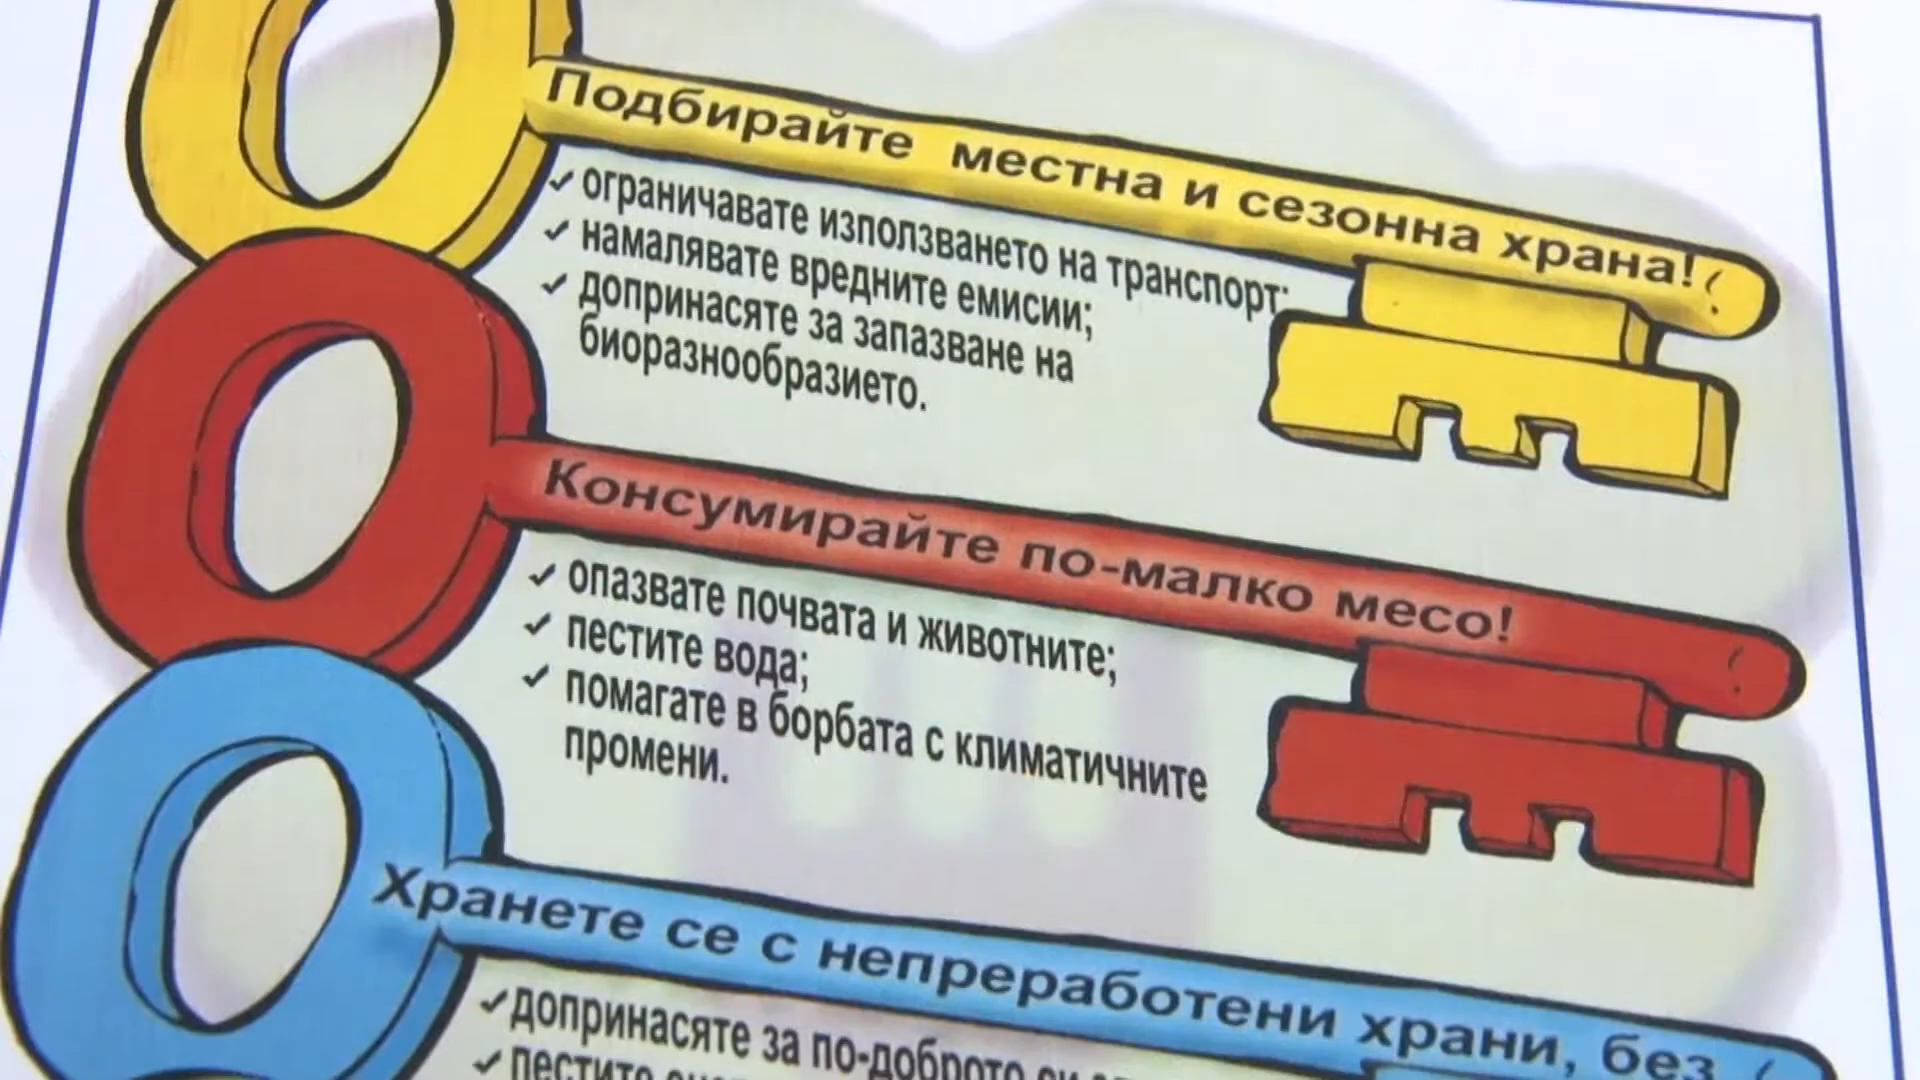 Подбирайте местна и сезонна храна!
✓ ограничавате използването на транспорт;
✓ намалявате вредните емисии;
✓ допринасяте за запазване на
биоразнообразието.
Консумирайте по-малко месо!
✓ опазвате почвата и животните;
✓ пестите вода;
✓ помагате в борбата с климатичните
промени.
Хранете се с непреработени храни, без
✓ допринасяте за по-доброто си
✓ пестите